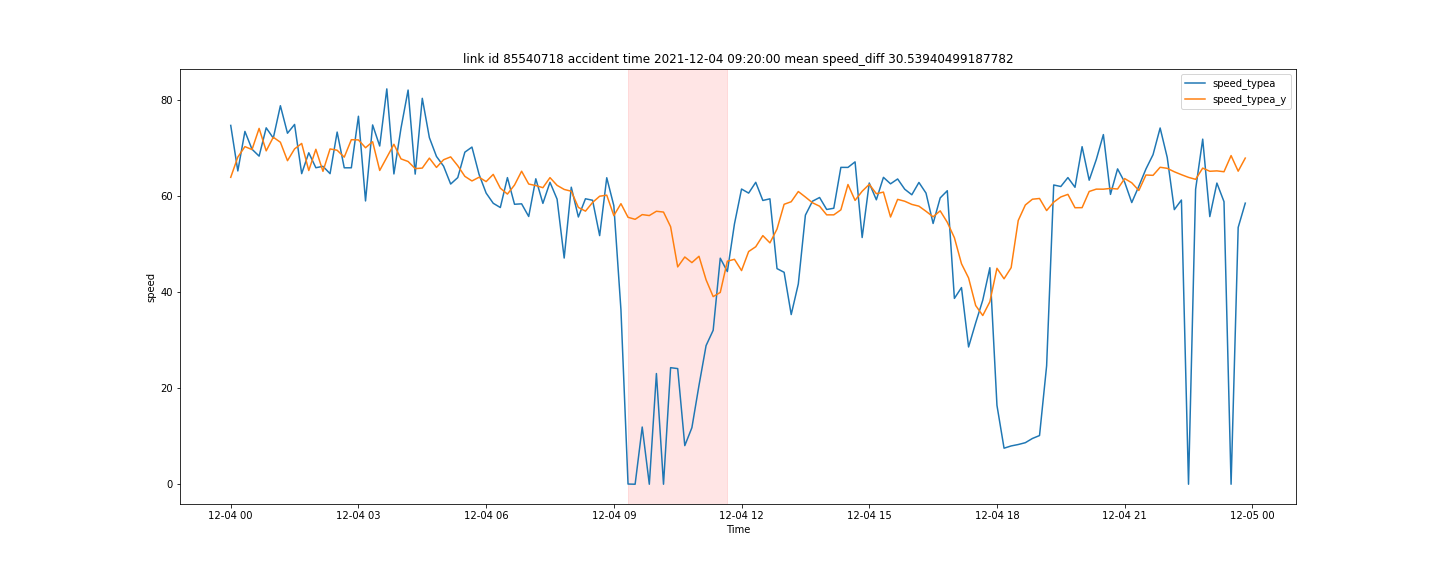 link id 85540718 accident time 2021-12-04 09:20:00 mean speed_diff 30.53940499187782
speed_typea
speed_typea_y
80
60
40
20
0
speed
12-04 00 12-04 03 12-04 06 12-04 09 12-04 12 12-04 15 12-04 18 12-04 21 12-05 00
Time